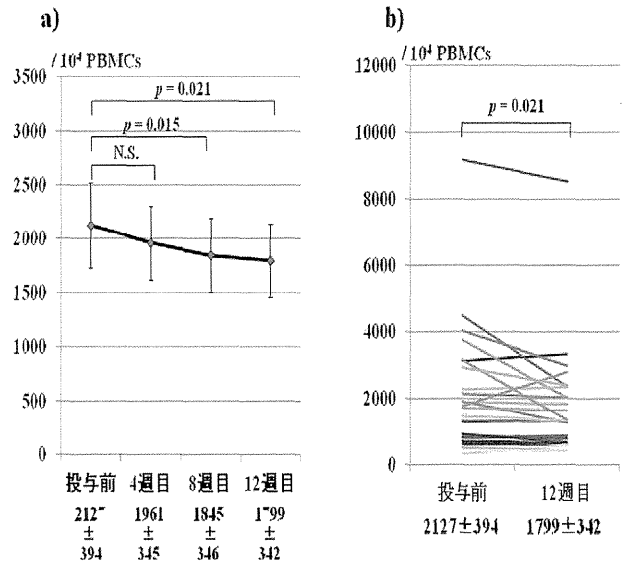 a)
/ 10⁴ PBMCs
3500
3000
2500
2000
1500
1000
500
0
p = 0.021
p = 0.015
N.S.
投与前 4週目 8週目 12週目
212⁼ 1961 1845 1⁼99
± ± ± ±
394 345 346 342
b)
/ 10⁴ PBMCs
12000
10000
8000
6000
4000
2000
0
p = 0.021
投与前 12週目
2127±394 1799±342